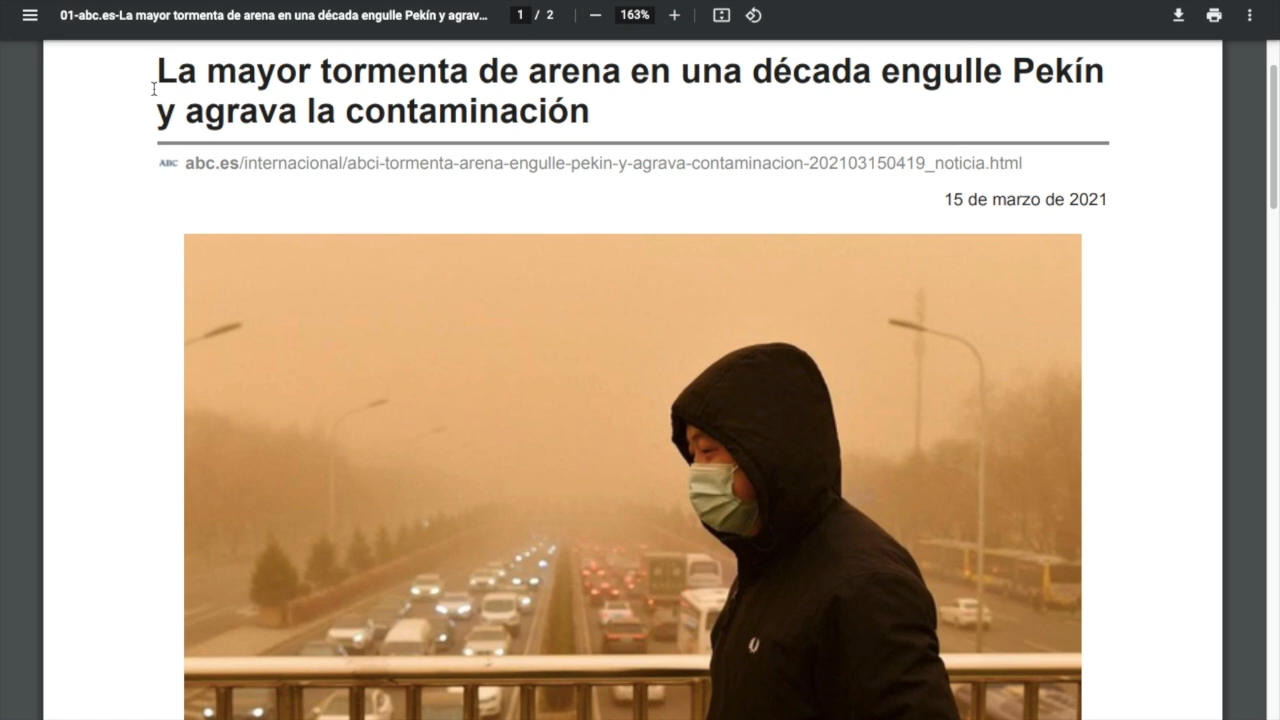 01-abc.es-La mayor tormenta de arena en una década engulle Pekín y agrav...
1 / 2
163%
La mayor tormenta de arena en una década engulle Pekín
y agrava la contaminación
ABC abc.es/internacional/abci-tormenta-arena-engulle-pekin-y-agrava-contaminacion-202103150419_noticia.html
15 de marzo de 2021